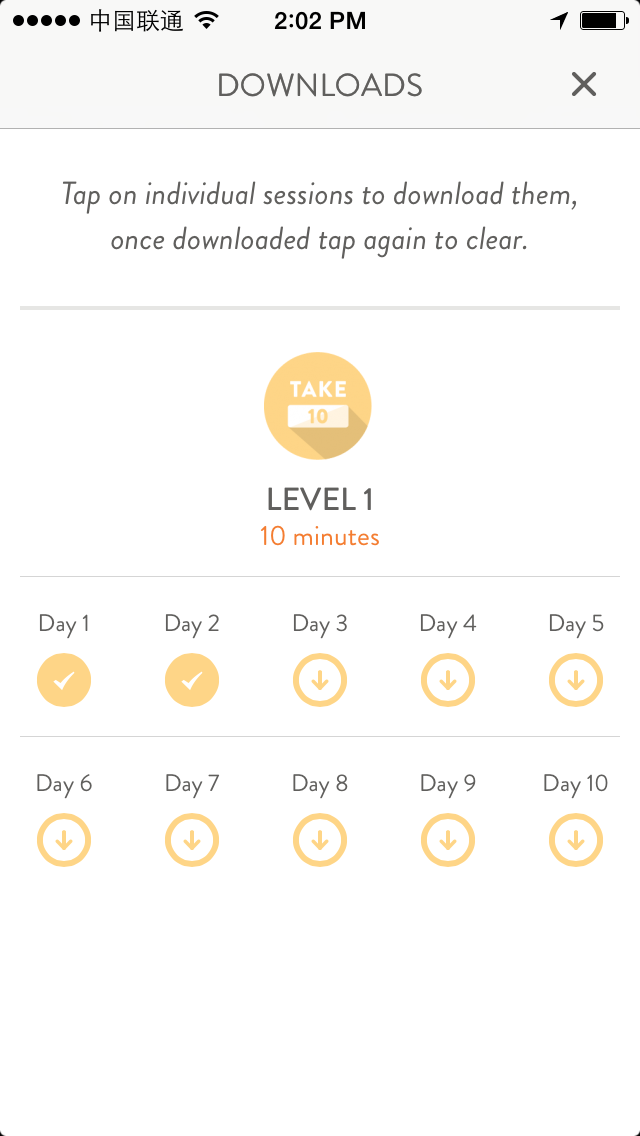 中国联通 2:02 PM
DOWNLOADS
Tap on individual sessions to download them,
once downloaded tap again to clear.
TAKE
10
LEVEL 1
10 minutes
Day 1 Day 2 Day 3 Day 4 Day 5
Day 6 Day 7 Day 8 Day 9 Day 10